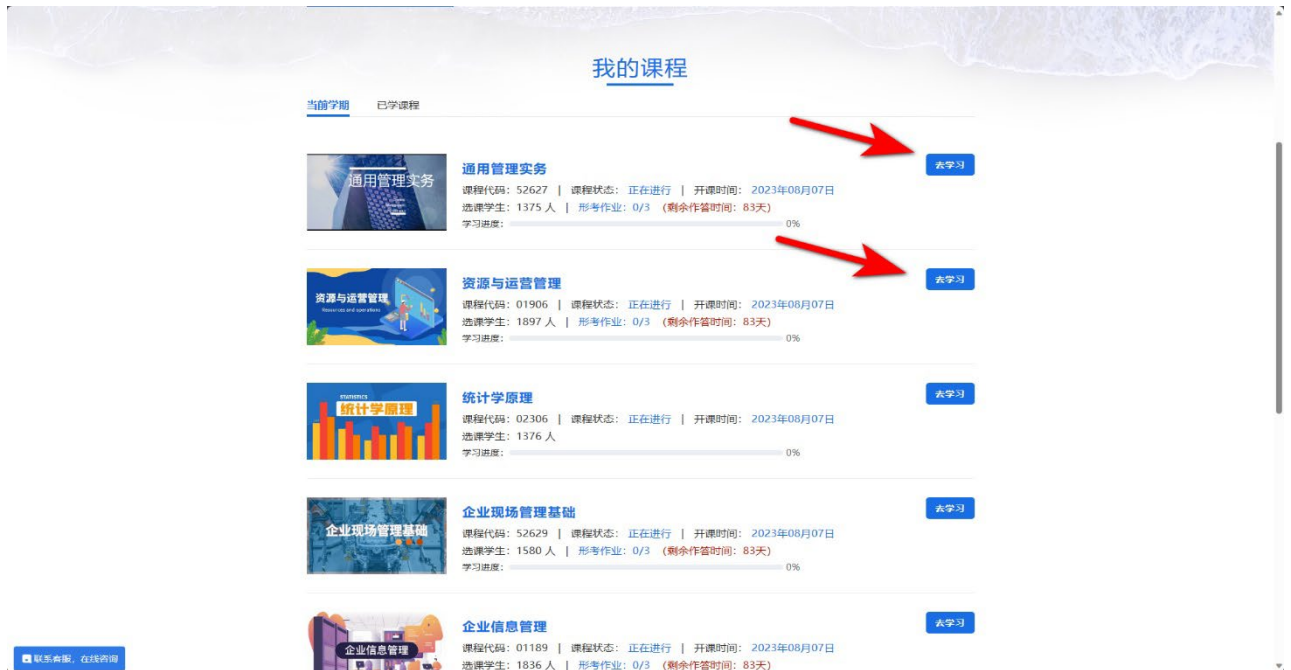 我的课程
当前学期 已学课程
通用管理实务
去学习
通用管理实务
课程代码：52627 | 课程状态：正在进行 | 开课时间：2023年08月07日
选课学生：1375 人 | 形考作业：0/3 (剩余作答时间：83天)
学习进度： 0%
资源与运营管理
Resources and operations
去学习
资源与运营管理
课程代码：01906 | 课程状态：正在进行 | 开课时间：2023年08月07日
选课学生：1897 人 | 形考作业：0/3 (剩余作答时间：83天)
学习进度： 0%
STATISTICS
统计学原理
去学习
统计学原理
课程代码：02306 | 课程状态：正在进行 | 开课时间：2023年08月07日
选课学生：1376 人
学习进度： 0%
企业现场管理基础
去学习
企业现场管理基础
课程代码：52629 | 课程状态：正在进行 | 开课时间：2023年08月07日
选课学生：1580 人 | 形考作业：0/3 (剩余作答时间：83天)
学习进度： 0%
企业信息管理
去学习
企业信息管理
课程代码：01189 | 课程状态：正在进行 | 开课时间：2023年08月07日
选课学生：1836 人 | 形考作业：0/3 (剩余作答时间：83天)
联系客服，在线咨询